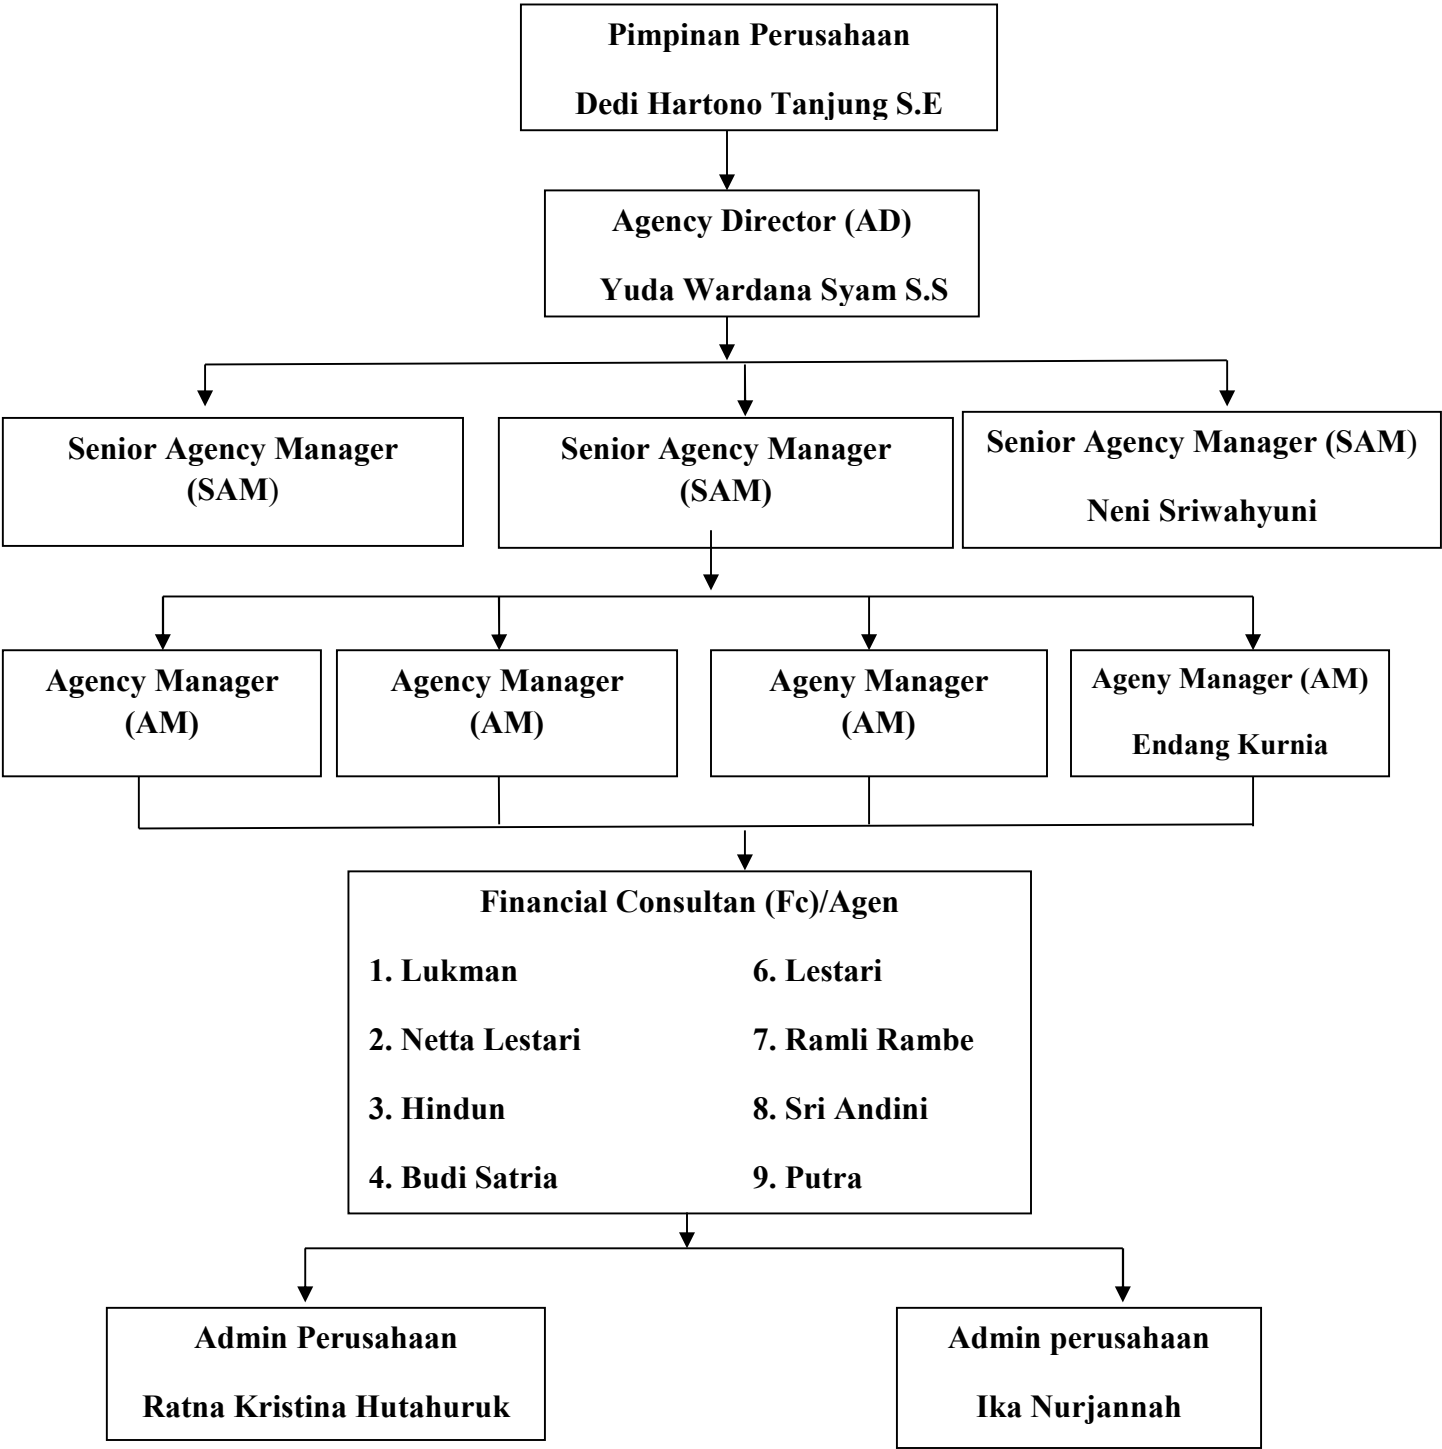 Pimpinan Perusahaan
Dedi Hartono Tanjung S.E
Agency Director (AD)
Yuda Wardana Syam S.S
Senior Agency Manager
(SAM)
Senior Agency Manager
(SAM)
Senior Agency Manager (SAM)
Neni Sriwahyuni
Agency Manager
(AM)
Agency Manager
(AM)
Ageny Manager
(AM)
Ageny Manager (AM)
Endang Kurnia
Financial Consultan (Fc)/Agen
1. Lukman
2. Netta Lestari
3. Hindun
4. Budi Satria
6. Lestari
7. Ramli Rambe
8. Sri Andini
9. Putra
Admin Perusahaan
Ratna Kristina Hutahuruk
Admin perusahaan
Ika Nurjannah